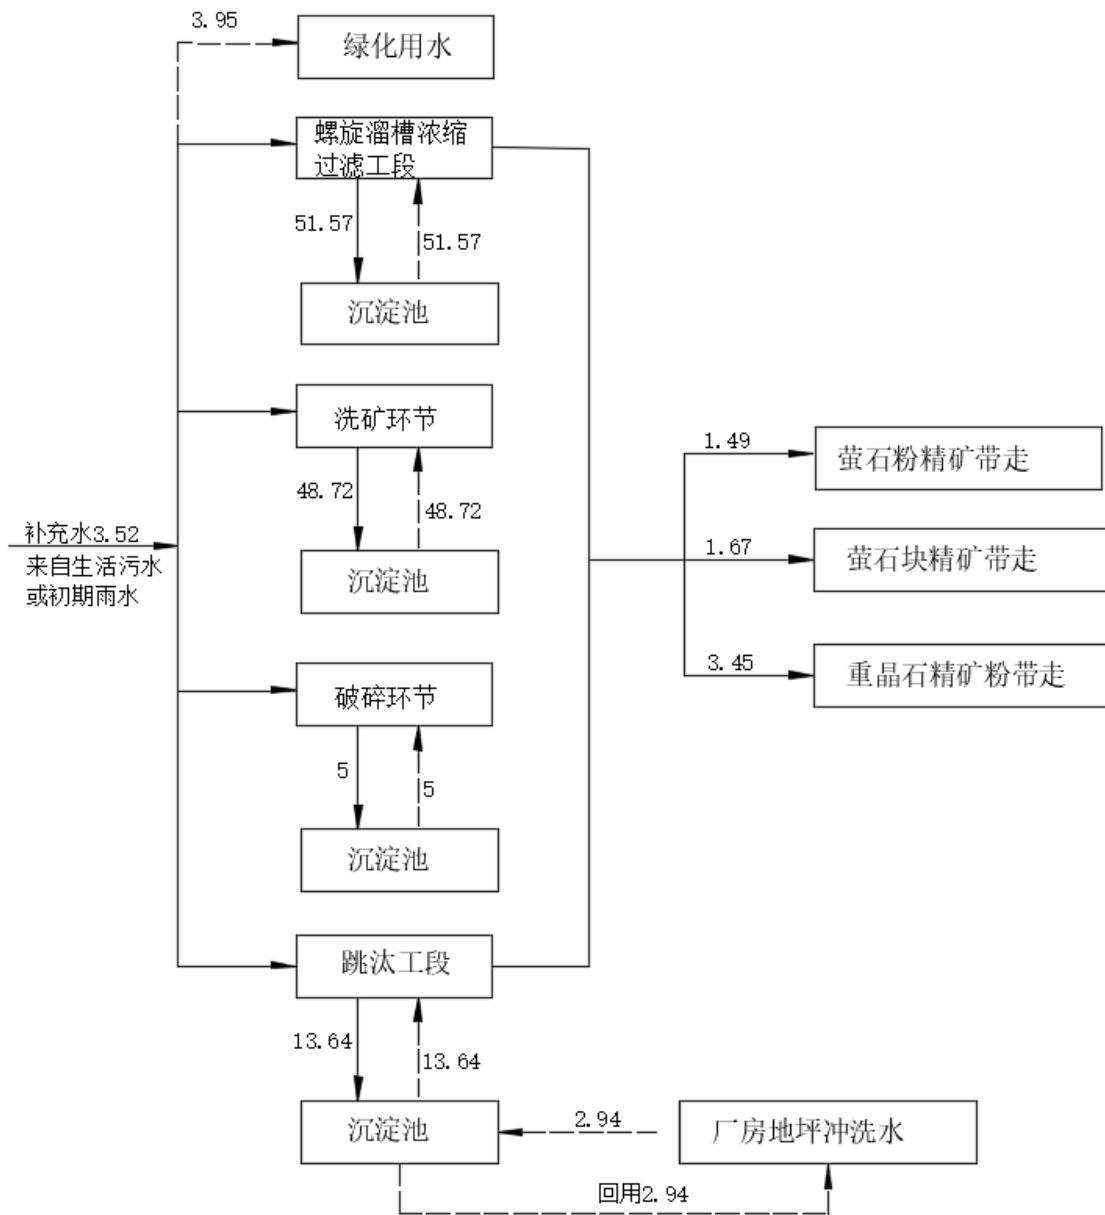 3.95
绿化用水
螺旋溜槽浓缩
过滤工段
51.57
51.57
沉淀池
洗矿环节
48.72
48.72
沉淀池
补充水3.52
来自生活污水
或初期雨水
1.49
萤石粉精矿带走
1.67
萤石块精矿带走
3.45
重晶石精矿粉带走
破碎环节
5
5
沉淀池
跳汰工段
13.64
13.64
沉淀池
2.94
厂房地坪冲洗水
回用2.94